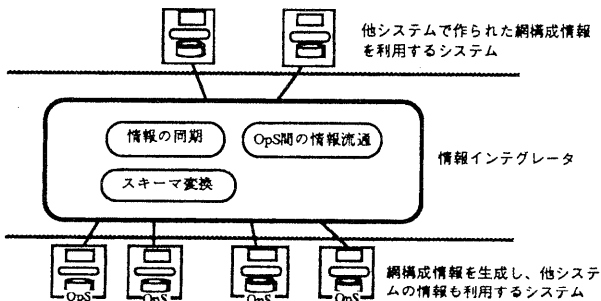 他システムで作られた網構成情報
を利用するシステム
情報の同期
OpS間の情報流通
情報インテグレータ
スキーマ変換
網構成情報を生成し、他システ
ムの情報も利用するシステム
OpS
OpS
OpS
OpS